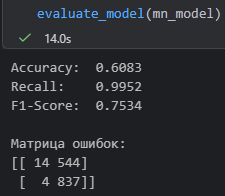 evaluate_model(mn_model)
14.0s
Accuracy:  0.6083
Recall:    0.9952
F1-Score:  0.7534
Матрица ошибок:
[[ 14 544]
 [  4 837]]